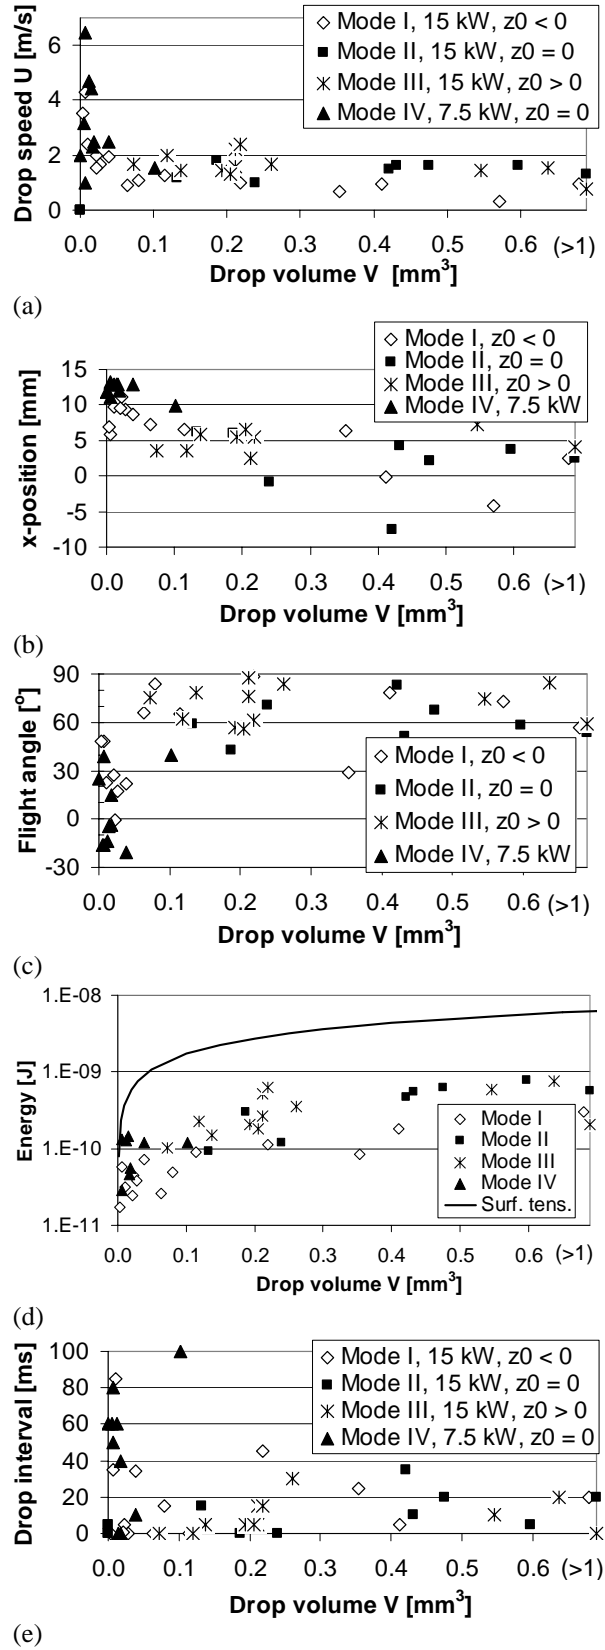 Drop speed U [m/s]
6
4
2
0
Mode I, 15 kW, z0 < 0
Mode II, 15 kW, z0 = 0
Mode III, 15 kW, z0 > 0
Mode IV, 7.5 kW, z0 = 0
0.0 0.1 0.2 0.3 0.4 0.5 0.6 (>1)
Drop volume V [mm³]
(a)
x-position [mm]
15
10
5
0
-5
-10
Mode I, z0 < 0
Mode II, z0 = 0
Mode III, z0 > 0
Mode IV, 7.5 kW
0.0 0.1 0.2 0.3 0.4 0.5 0.6 (>1)
Drop volume V [mm³]
(b)
Flight angle [°]
90
60
30
0
-30
Mode I, z0 < 0
Mode II, z0 = 0
Mode III, z0 > 0
Mode IV, 7.5 kW
0.0 0.1 0.2 0.3 0.4 0.5 0.6 (>1)
Drop volume V [mm³]
(c)
Energy [J]
1.E-08
1.E-09
1.E-10
1.E-11
Mode I
Mode II
Mode III
Mode IV
Surf. tens.
0.0 0.1 0.2 0.3 0.4 0.5 0.6 (>1)
Drop volume V [mm³]
(d)
Drop interval [ms]
100
80
60
40
20
0
Mode I, 15 kW, z0 < 0
Mode II, 15 kW, z0 = 0
Mode III, 15 kW, z0 > 0
Mode IV, 7.5 kW, z0 = 0
0.0 0.1 0.2 0.3 0.4 0.5 0.6 (>1)
Drop volume V [mm³]
(e)